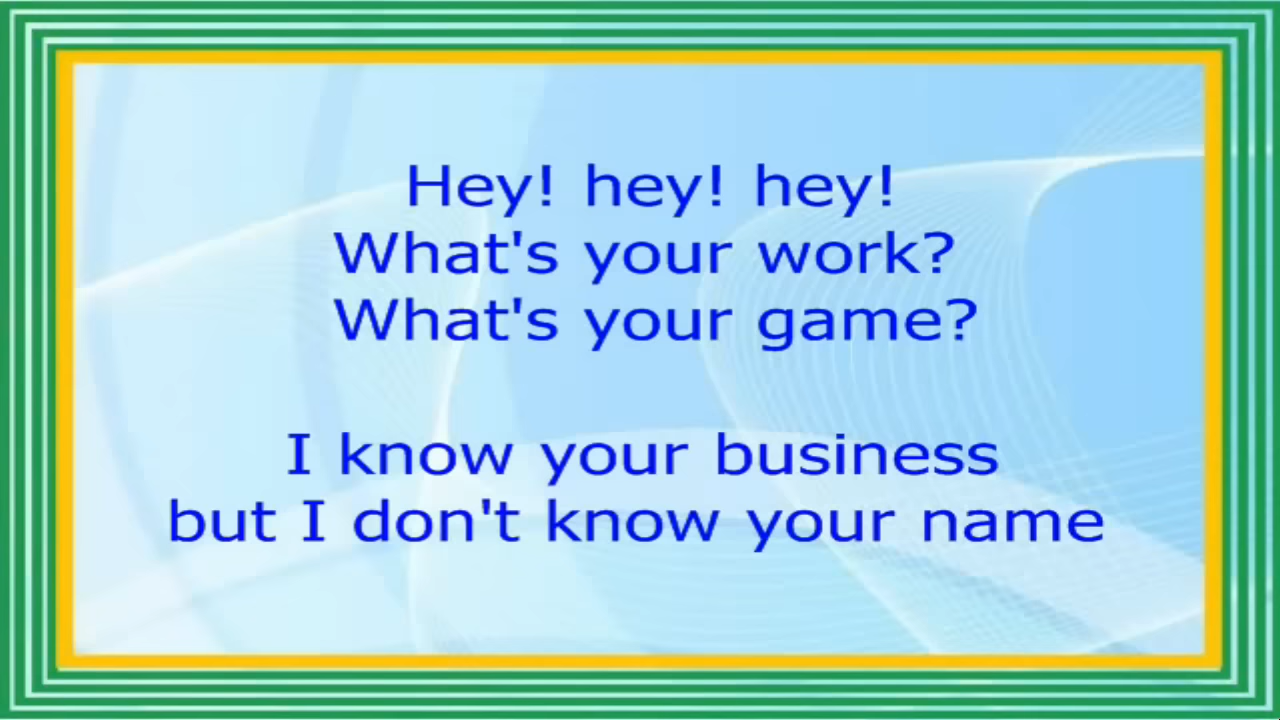 Hey! hey! hey!
What's your work?
What's your game?
I know your business
but I don't know your name